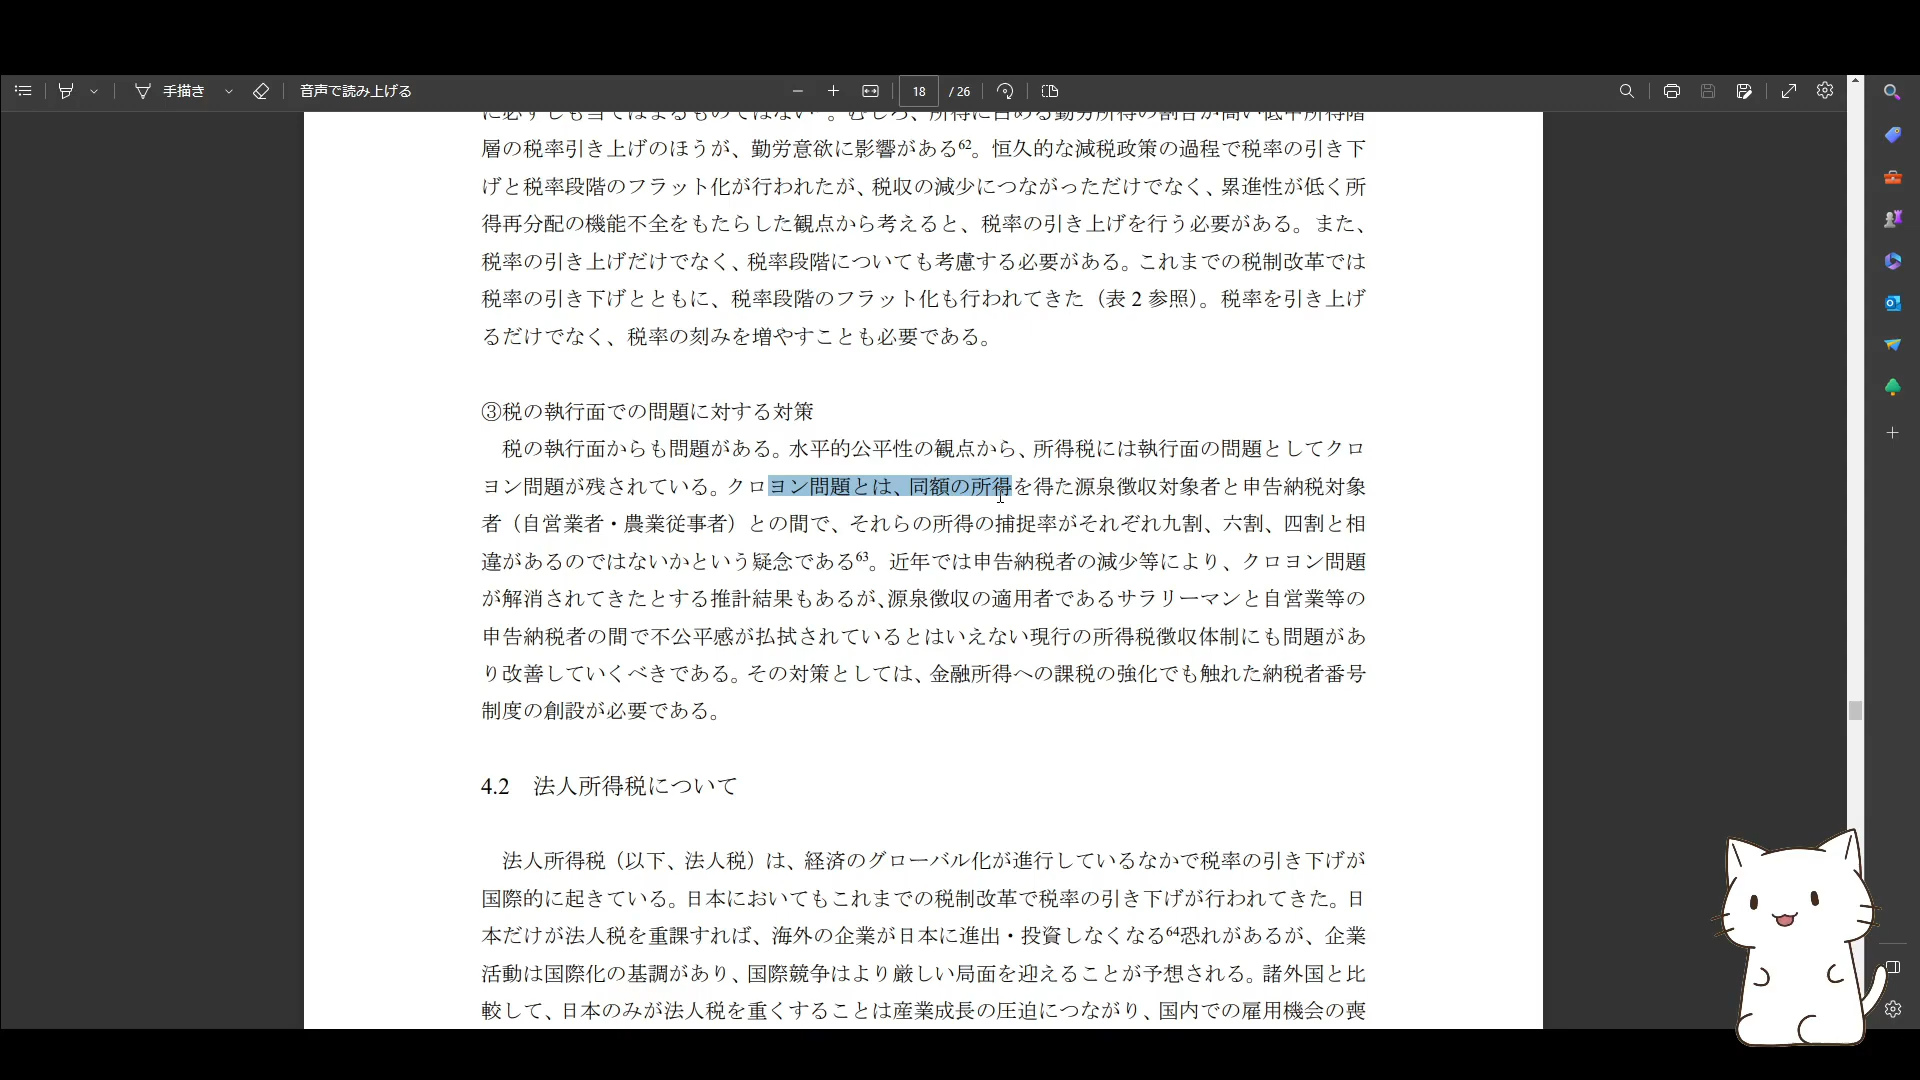 手描き
音声で読み上げる
18 / 26
層の税率引き上げのほうが、勤労意欲に影響がある62。恒久的な減税政策の過程で税率の引き下
げと税率段階のフラット化が行われたが、税収の減少につながっただけでなく、累進性が低く所
得再分配の機能不全をもたらした観点から考えると、税率の引き上げを行う必要がある。また、
税率の引き上げだけでなく、税率段階についても考慮する必要がある。これまでの税制改革では
税率の引き下げとともに、税率段階のフラット化も行われてきた（表 2 参照）。税率を引き上げ
るだけでなく、税率の刻みを増やすことも必要である。
③税の執行面での問題に対する対策
税の執行面からも問題がある。水平的公平性の観点から、所得税には執行面の問題としてクロ
ヨン問題が残されている。クロヨン問題とは、同額の所得を得た源泉徴収対象者と申告納税対象
者（自営業者・農業従事者）との間で、それらの所得の捕捉率がそれぞれ九割、六割、四割と相
違があるのではないかという疑念である63。近年では申告納税者の減少等により、クロヨン問題
が解消されてきたとする推計結果もあるが、源泉徴収の適用者であるサラリーマンと自営業等の
申告納税者の間で不公平感が払拭されているとはいえない現行の所得税徴収体制にも問題があ
り改善していくべきである。その対策としては、金融所得への課税の強化でも触れた納税者番号
制度の創設が必要である。
4.2 法人所得税について
法人所得税（以下、法人税）は、経済のグローバル化が進行しているなかで税率の引き下げが
国際的に起きている。日本においてもこれまでの税制改革で税率の引き下げが行われてきた。日
本だけが法人税を重課すれば、海外の企業が日本に進出・投資しなくなる64恐れがあるが、企業
活動は国際化の基調があり、国際競争はより厳しい局面を迎えることが予想される。諸外国と比
較して、日本のみが法人税を重くすることは産業成長の圧迫につながり、国内での雇用機会の喪